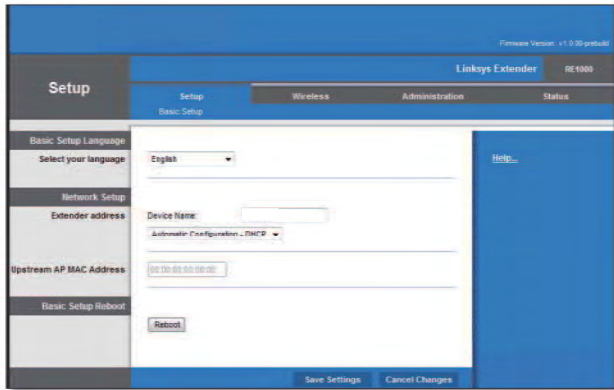 Firmware Version: v1.0.00-prebuild
Linksys Extender RE1000
Setup
Setup Wireless Administration Status
Basic Setup
Basic Setup Language
Select your language English
Help...
Network Setup
Extender address Device Name:
Automatic Configuration - DHCP
Upstream AP MAC Address 00:00:00:00:00:00
Basic Setup Reboot
Reboot
Save Settings Cancel Changes